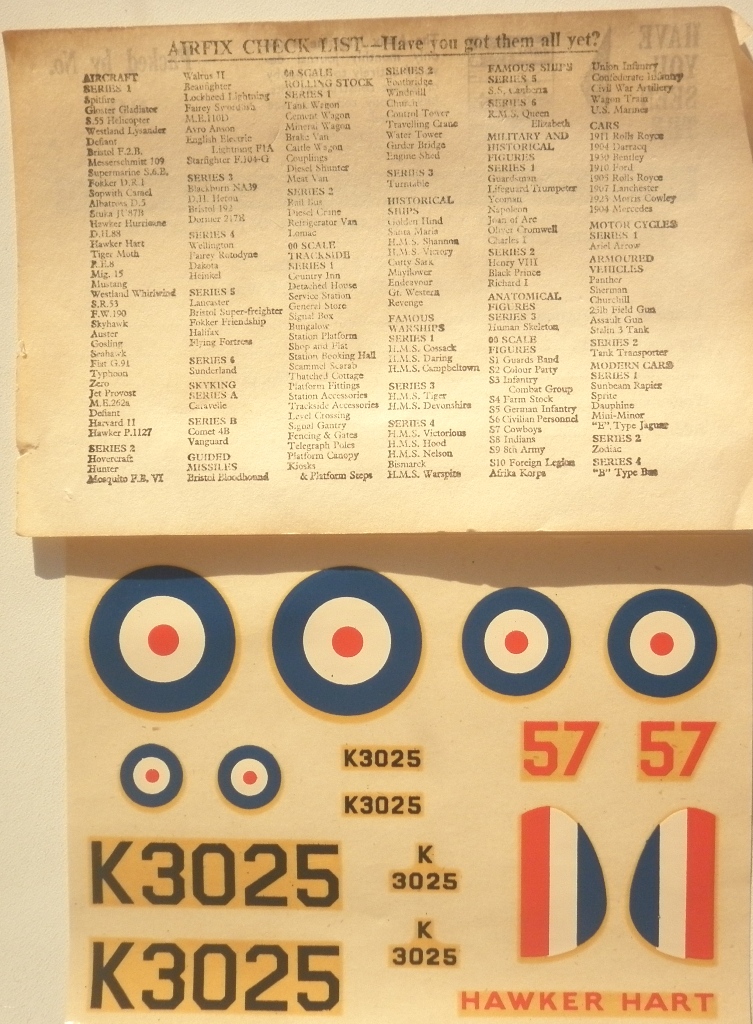 AIRFIX CHECK LIST—Have you got them all yet?
AIRCRAFT
SERIES 1
Spitfire
Gloster Gladiator
S.55 Helicopter
Westland Lysander
Defiant
Bristol F.2.B.
Messerschmitt 109
Supermarine S.6.B.
Fokker D.R.1
Sopwith Camel
Albatross D.5
Stuka JU87B
Hawker Hurricane
D.H.88
Hawker Hart
Tiger Moth
R.E.8
Mig. 15
Mustang
Westland Whirlwind
S.R.53
F.W.190
Skyhawk
Auster
Gosling
Seahawk
Fiat G.91
Typhoon
Zero
Jet Provost
M.E.262a
Defiant
Harvard II
Hawker P.1127
SERIES 2
Hovercraft
Hunter
Mosquito F.B. VI
Walrus II
Beaufighter
Lockheed Lightning
Fairey Swordfish
M.E.110D
Avro Anson
English Electric
Lightning F1A
Starfighter F.104-G
SERIES 3
Blackburn NA39
D.H. Heron
Bristol 192
Dornier 217E
SERIES 4
Wellington
Fairey Rotodyne
Dakota
Heinkel
SERIES 5
Lancaster
Bristol Super-freighter
Fokker Friendship
Halifax
Flying Fortress
SERIES 6
Sunderland
SKYKING
SERIES A
Caravelle
SERIES B
Comet 4B
Vanguard
GUIDED
MISSILES
Bristol Bloodhound
00 SCALE
ROLLING STOCK
SERIES 1
Tank Wagon
Cement Wagon
Mineral Wagon
Brake Van
Cattle Wagon
Couplings
Diesel Shunter
Meat Van
SERIES 2
Rail Bus
Diesel Crane
Refrigerator Van
Lomac
00 SCALE
TRACKSIDE
SERIES 1
Country Inn
Detached House
Service Station
General Store
Signal Box
Bungalow
Station Platform
Shop and Flat
Station Booking Hall
Scammel Scarab
Thatched Cottage
Platform Fittings
Station Accessories
Trackside Accessories
Level Crossing
Signal Gantry
Fencing & Gates
Telegraph Poles
Platform Canopy
Kiosks
& Platform Steps
SERIES 2
Footbridge
Windmill
Church
Control Tower
Travelling Crane
Water Tower
Girder Bridge
Engine Shed
SERIES 3
Turntable
HISTORICAL
SHIPS
Golden Hind
Santa Maria
H.M.S. Shannon
H.M.S. Victory
Cutty Sark
Mayflower
Endeavour
Gt. Western
Revenge
FAMOUS
WARSHIPS
SERIES 1
H.M.S. Cossack
H.M.S. Daring
H.M.S. Campbeltown
SERIES 3
H.M.S. Tiger
H.M.S. Devonshire
SERIES 4
H.M.S. Victorious
H.M.S. Hood
H.M.S. Nelson
Bismarck
H.M.S. Warspite
FAMOUS SHIPS
SERIES 5
S.S. Canberra
SERIES 6
R.M.S. Queen
Elizabeth
MILITARY AND
HISTORICAL
FIGURES
SERIES 1
Guardsman
Lifeguard Trumpeter
Yeoman
Napoleon
Joan of Arc
Oliver Cromwell
Charles I
SERIES 2
Henry VIII
Black Prince
Richard I
ANATOMICAL
FIGURES
SERIES 3
Human Skeleton
00 SCALE
FIGURES
S1 Guards Band
S2 Colour Party
S3 Infantry
Combat Group
S4 Farm Stock
S5 German Infantry
S6 Civilian Personnel
S7 Cowboys
S8 Indians
S9 8th Army
S10 Foreign Legion
Afrika Korps
Union Infantry
Confederate Infantry
Civil War Artillery
Wagon Train
U.S. Marines
CARS
1911 Rolls Royce
1904 Darracq
1930 Bentley
1910 Ford
1905 Rolls Royce
1907 Lanchester
1923 Morris Cowley
1904 Mercedes
MOTOR CYCLES
SERIES 1
Ariel Arrow
ARMOURED
VEHICLES
Panther
Sherman
Churchill
25lb Field Gun
Assault Gun
Stalin 3 Tank
SERIES 2
Tank Transporter
MODERN CARS
SERIES 1
Sunbeam Rapier
Sprite
Dauphine
Mini-Minor
"E" Type Jaguar
SERIES 2
Zodiac
SERIES 4
"B" Type Bus
57 57
K3025
K3025
K3025
K
3025
K3025
K
3025
HAWKER HART